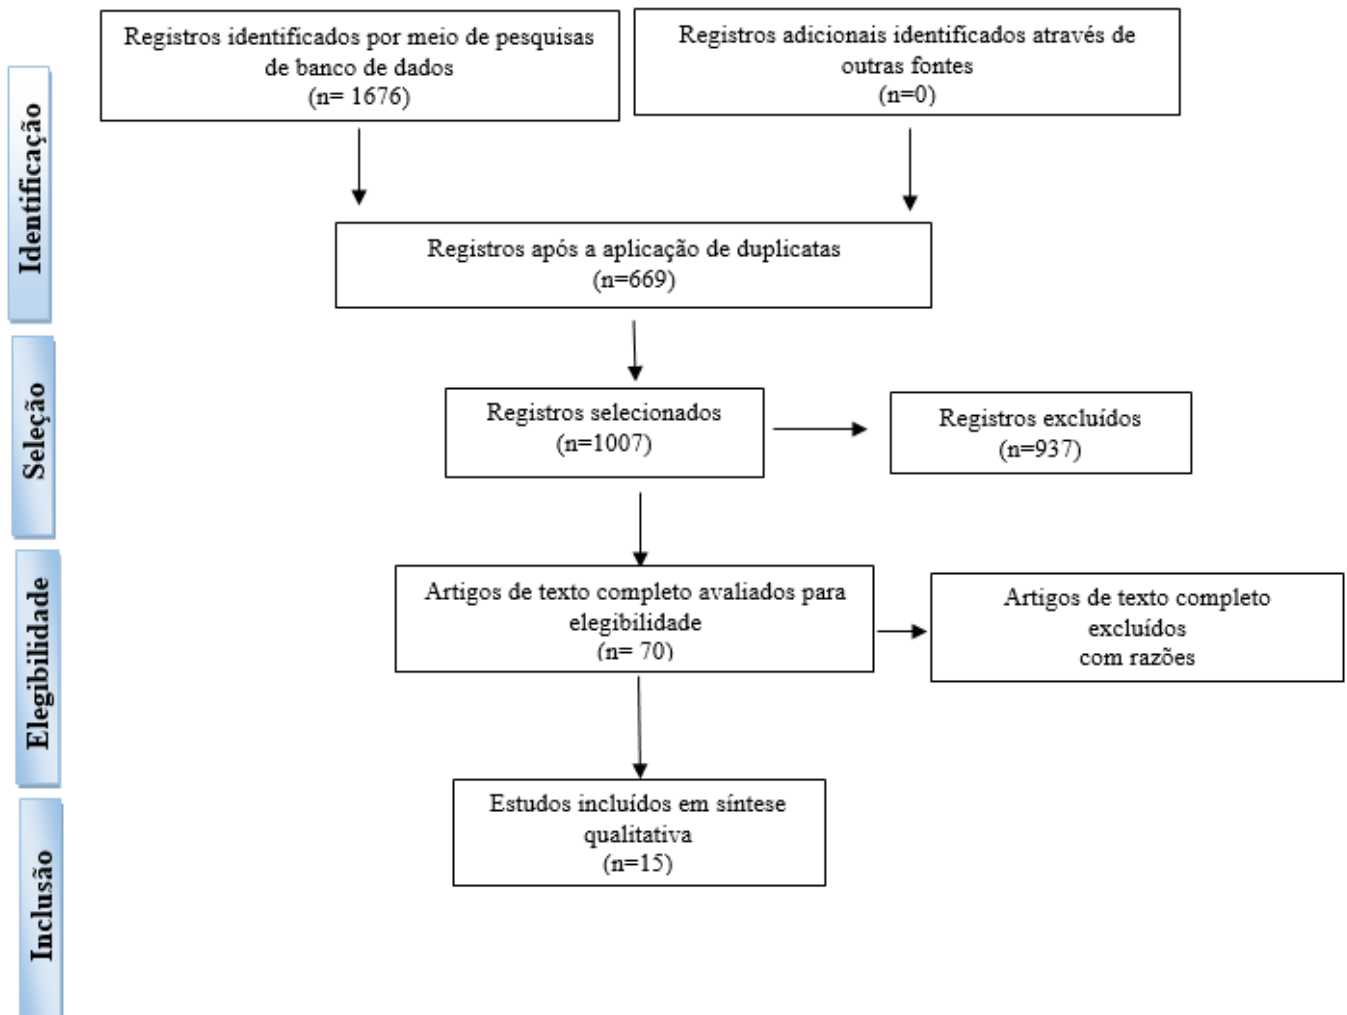 Registros identificados por meio de pesquisas
de banco de dados
(n= 1676)
Registros adicionais identificados através de
outras fontes
(n=0)
Identificação
Registros após a aplicação de duplicatas
(n=669)
Seleção
Registros selecionados
(n=1007)
Registros excluídos
(n=937)
Elegibilidade
Artigos de texto completo avaliados para
elegibilidade
(n= 70)
Artigos de texto completo
excluídos
com razões
Inclusão
Estudos incluídos em síntese
qualitativa
(n=15)